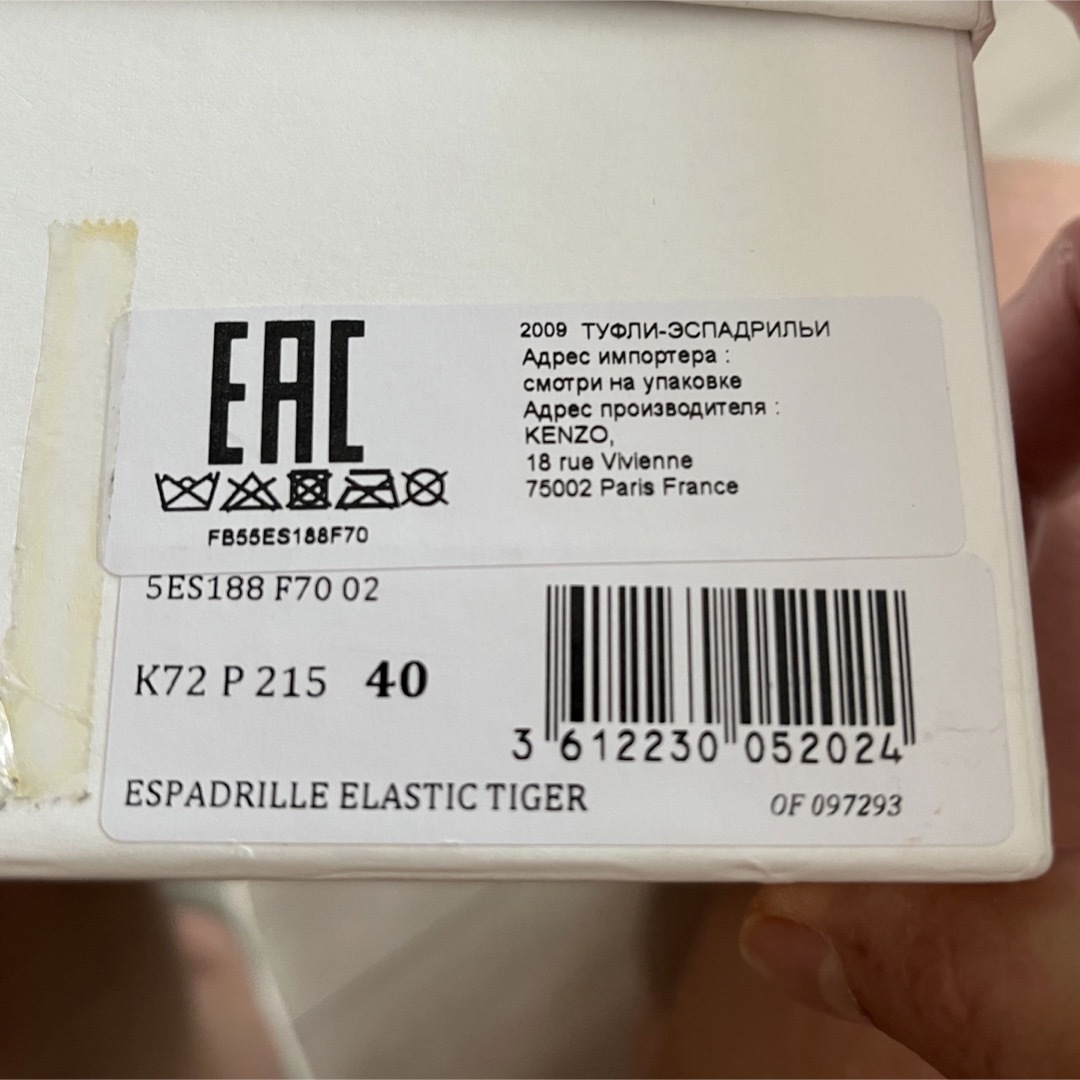 EAC
FB55ES188F70
2009 ТУФЛИ-ЭСПАДРИЛЬИ
Адрес импортера :
смотри на упаковке
Адрес производителя :
KENZO,
18 rue Vivienne
75002 Paris France
5ES188 F70 02
K72 P 215 40
3 612230 052024
ESPADRILLE ELASTIC TIGER
OF 097293